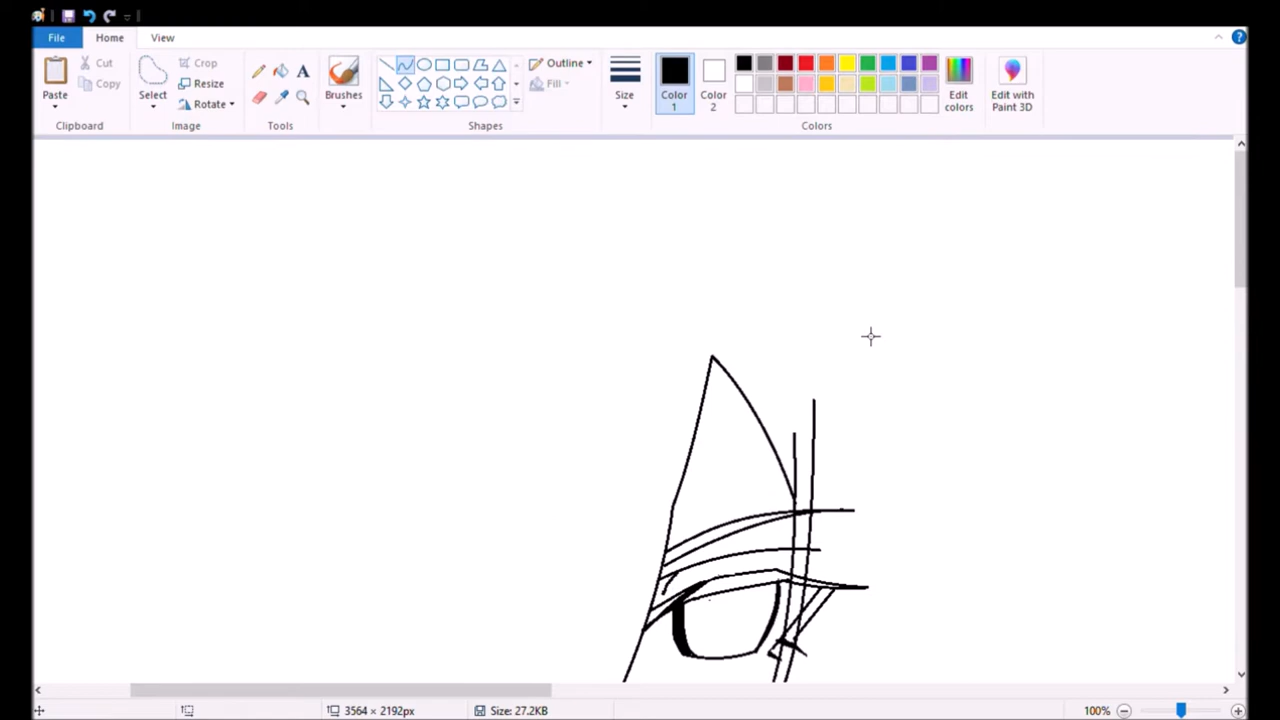 File Home View
Paste Cut Copy Clipboard
Select Crop Resize Rotate Image
A Tools
Brushes
Outline Fill Shapes
Size
Color 1 Color 2 Edit colors Colors
Edit with Paint 3D
?
3564 × 2192px Size: 27.2KB 100%